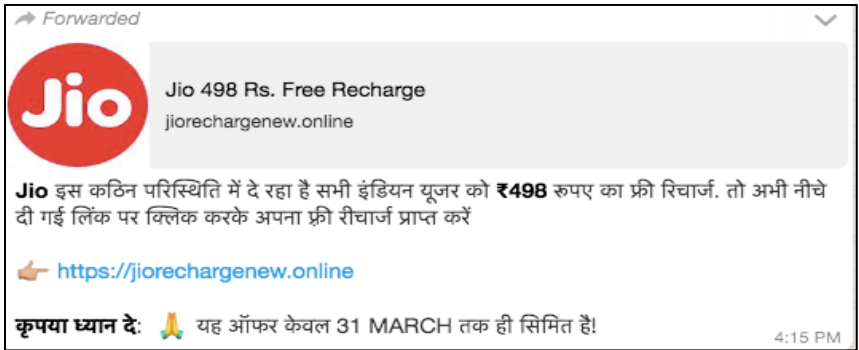 Forwarded
Jio
Jio 498 Rs. Free Recharge
jiorechargenew.online
Jio इस कठिन परिस्थिति में दे रहा है सभी इंडियन यूजर को ₹498 रूपए का फ्री रिचार्ज. तो अभी नीचे
दी गई लिंक पर क्लिक करके अपना फ़्री रीचार्ज प्राप्त करें
👉🏼 https://jiorechargenew.online
कृपया ध्यान दे: 🙏 यह ऑफर केवल 31 MARCH तक ही सिमित है!
4:15 PM